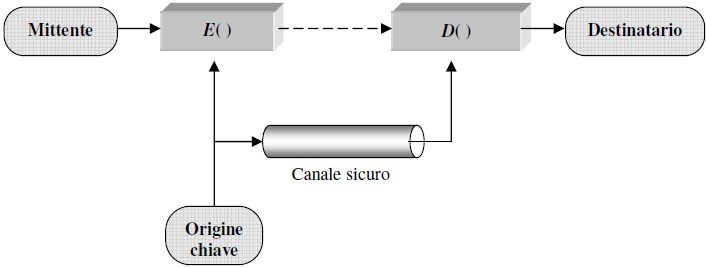 Mittente
E( )
D( )
Destinatario
Canale sicuro
Origine
chiave